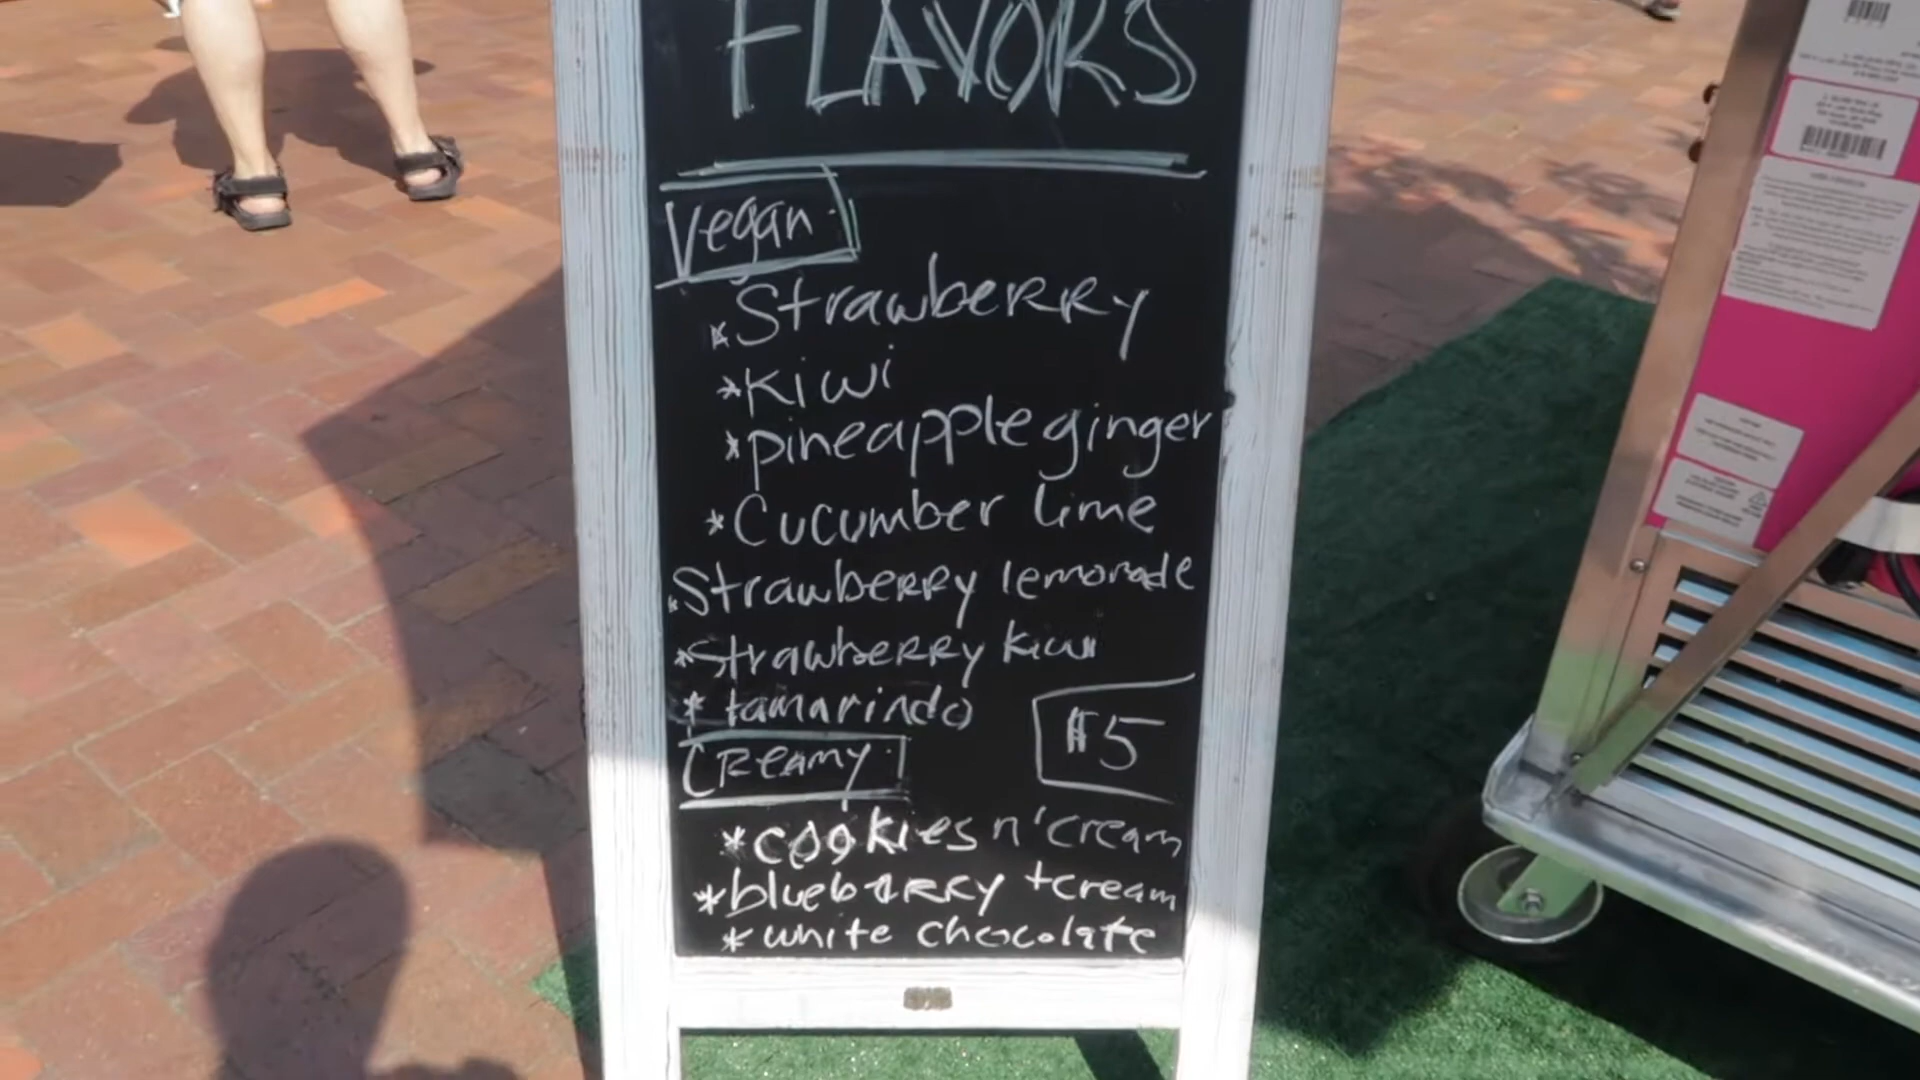 FLAVORS
Vegan
*Strawberry
*Kiwi
*pineapple ginger
*Cucumber lime
*Strawberry lemonade
*Strawberry kiwi
*tamarindo
$5
Creamy
*cookies n' cream
*blueberry + cream
*white chocolate